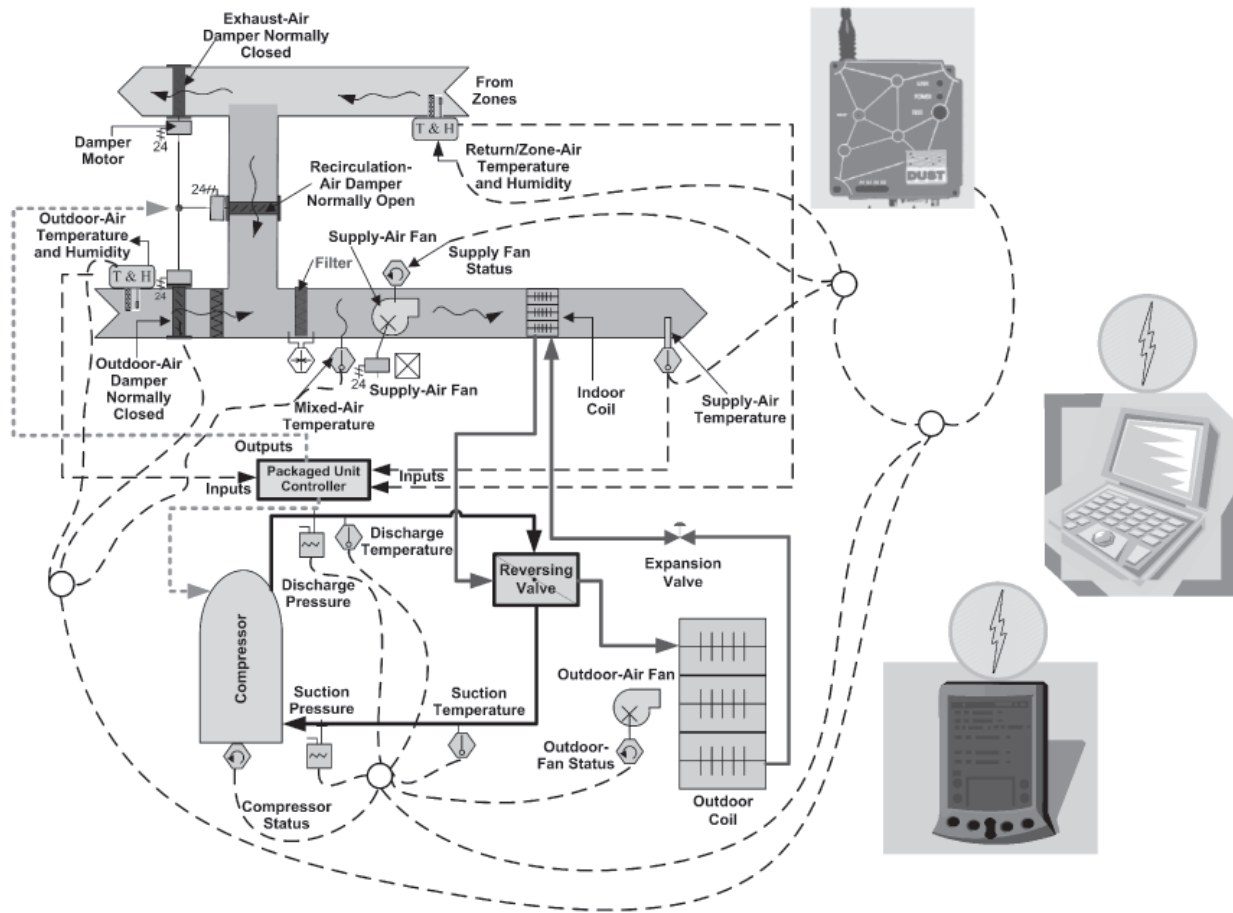 Exhaust-Air
Damper Normally
Closed
From
Zones
T & H
24
Damper
Motor
Return/Zone-Air
Temperature
and Humidity
Recirculation-
Air Damper
Normally Open
24
DUST
Outdoor-Air
Temperature
and Humidity
T & H
24
Supply-Air Fan
Filter
Supply Fan
Status
Outdoor-Air
Damper
Normally
Closed
Mixed-Air
Temperature
24
Supply-Air Fan
Indoor
Coil
Supply-Air
Temperature
Outputs
Inputs
Packaged Unit
Controller
Inputs
Discharge
Temperature
Discharge
Pressure
Reversing
Valve
Expansion
Valve
Compressor
Suction
Pressure
Suction
Temperature
Outdoor-Air Fan
Outdoor-
Fan Status
Compressor
Status
Outdoor
Coil